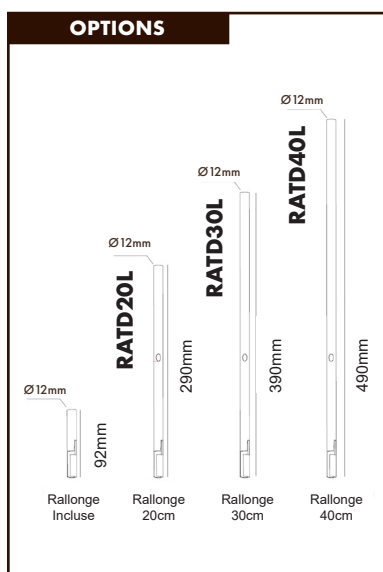 OPTIONS
Ø12mm
92mm
Rallonge
Incluse
Ø12mm
RATD20L
290mm
Rallonge
20cm
Ø12mm
RATD30L
390mm
Rallonge
30cm
Ø12mm
RATD40L
490mm
Rallonge
40cm